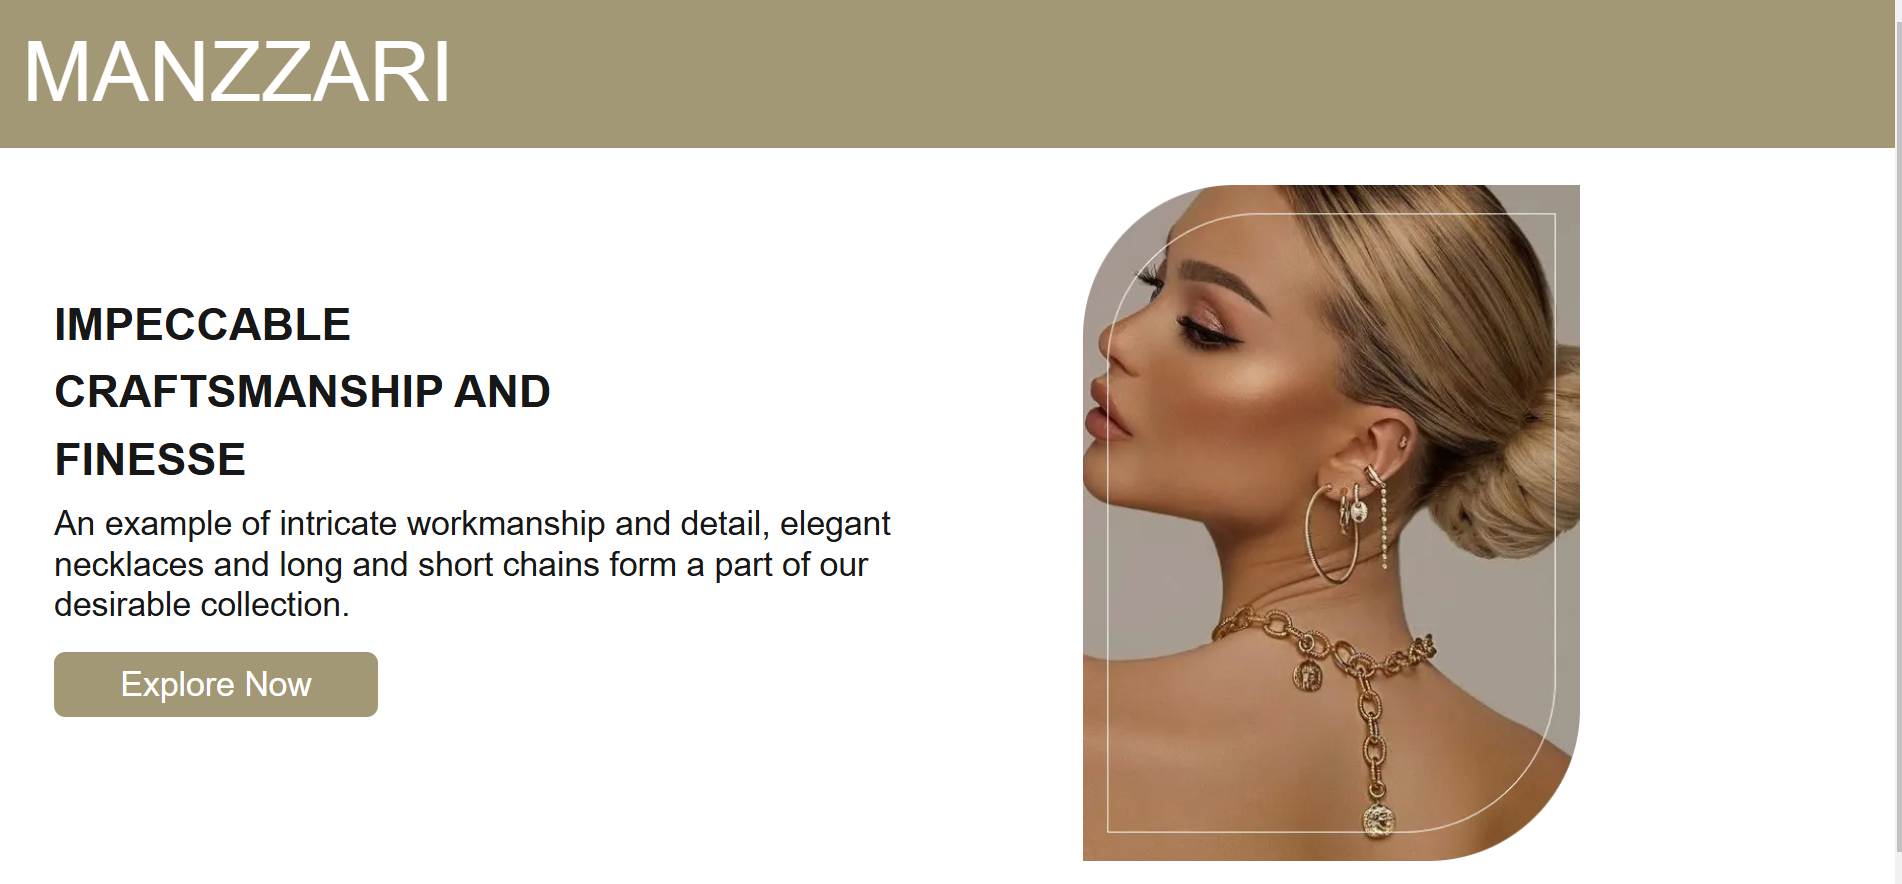 MANZZARI
IMPECCABLE
CRAFTSMANSHIP AND
FINESSE
An example of intricate workmanship and detail, elegant
necklaces and long and short chains form a part of our
desirable collection.
Explore Now